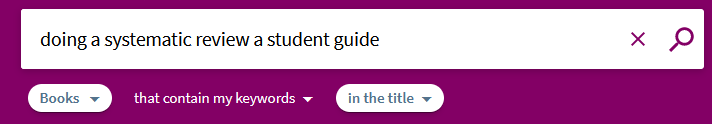 doing a systematic review a student guide
Books that contain my keywords in the title